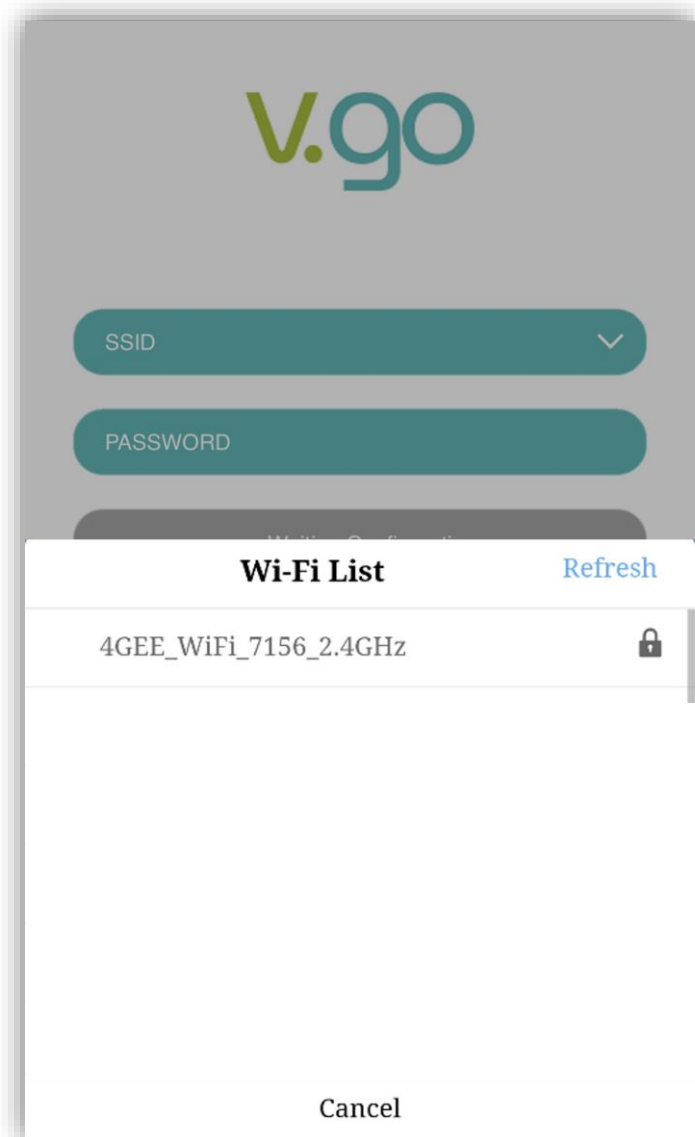 v.go
SSID
PASSWORD
Wi-Fi List
Refresh
4GEE_WiFi_7156_2.4GHz
Cancel